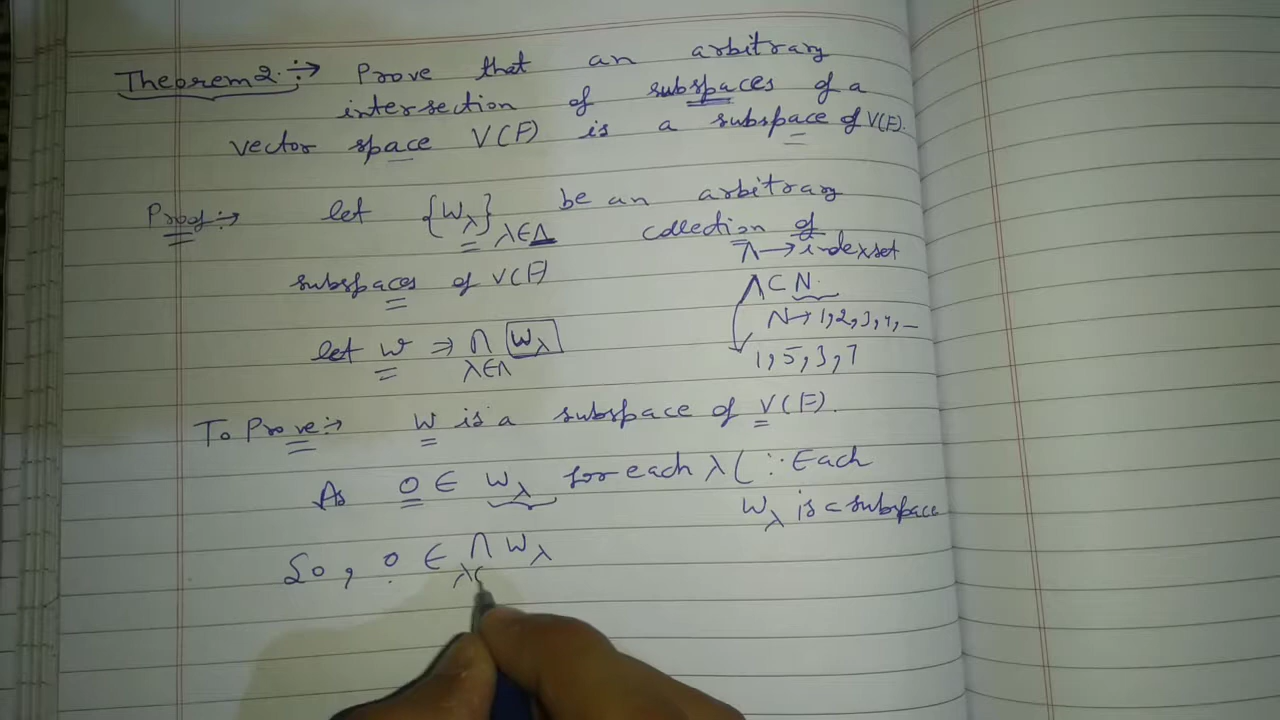 Theorem 2 :→ Prove that an arbitrary
intersection of subspaces of a
vector space V(F) is a subspace of V(F).
Proof :→ let {Wλ}λ∈Λ be an arbitrary
collection of
λ → index set
subspaces of V(F)
Λ ⊂ N.
N → 1, 2, 3, 4, –
let W ⇒ ∩ Wλ
λ∈Λ
1, 5, 3, 7
To Prove :→ W is a subspace of V(F).
As 0 ∈ Wλ for each λ ( ∵ Each
Wλ is a subspace
So, 0 ∈ ∩ Wλ
λ